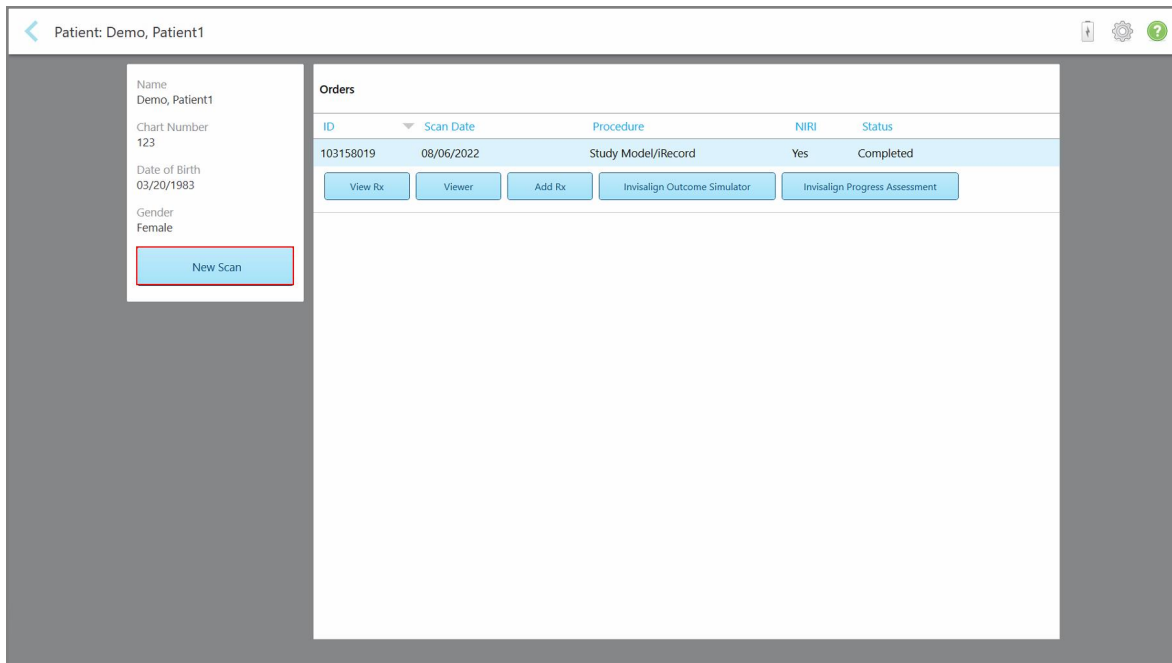 Patient: Demo, Patient1
?
Name
Demo, Patient1
Chart Number
123
Date of Birth
03/20/1983
Gender
Female
New Scan
Orders
ID Scan Date Procedure NIRI Status
103158019 08/06/2022 Study Model/iRecord Yes Completed
View Rx Viewer Add Rx Invisalign Outcome Simulator Invisalign Progress Assessment